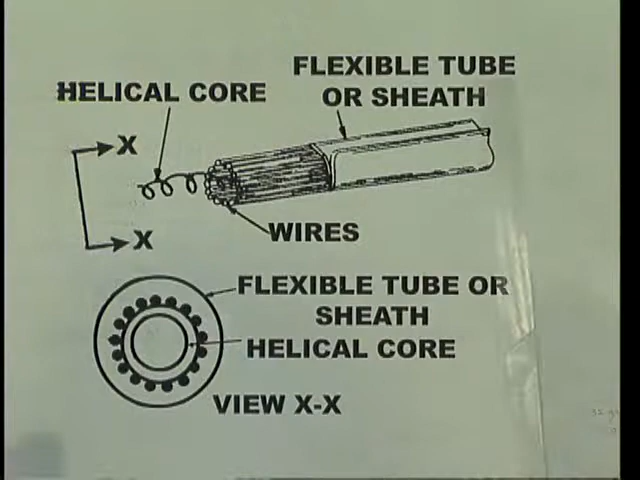 FLEXIBLE TUBE
OR SHEATH
HELICAL CORE
X
X
WIRES
FLEXIBLE TUBE OR
SHEATH
HELICAL CORE
VIEW X-X